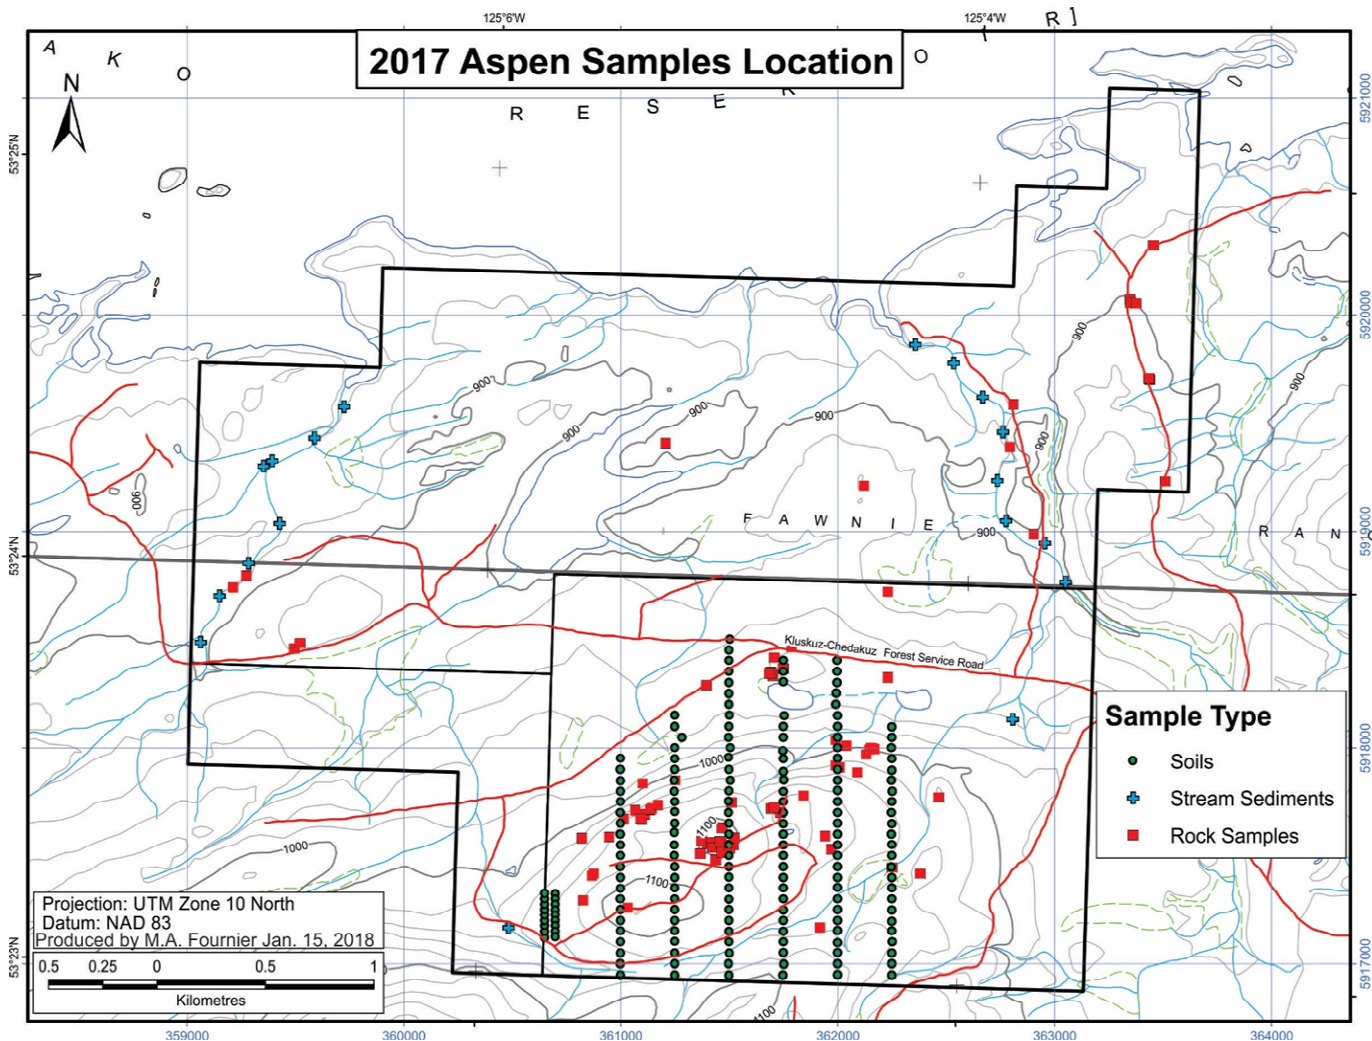 125°6'W
125°4'W
A K O
O I R ]
2017 Aspen Samples Location
R E S E R
N
5921000
53°25'N
5920000
900
900
900
900
900
900
900
900
F A W N I E
R A N
5919000
53°24'N
Kluskuz-Chedakuz Forest Service Road
Sample Type
Soils
Stream Sediments
Rock Samples
5918000
1000
1100
1000
1100
Projection: UTM Zone 10 North
Datum: NAD 83
Produced by M.A. Fournier Jan. 15, 2018
0.5 0.25 0 0.5 1
Kilometres
53°23'N
5917000
1100
359000
360000
361000
362000
363000
364000